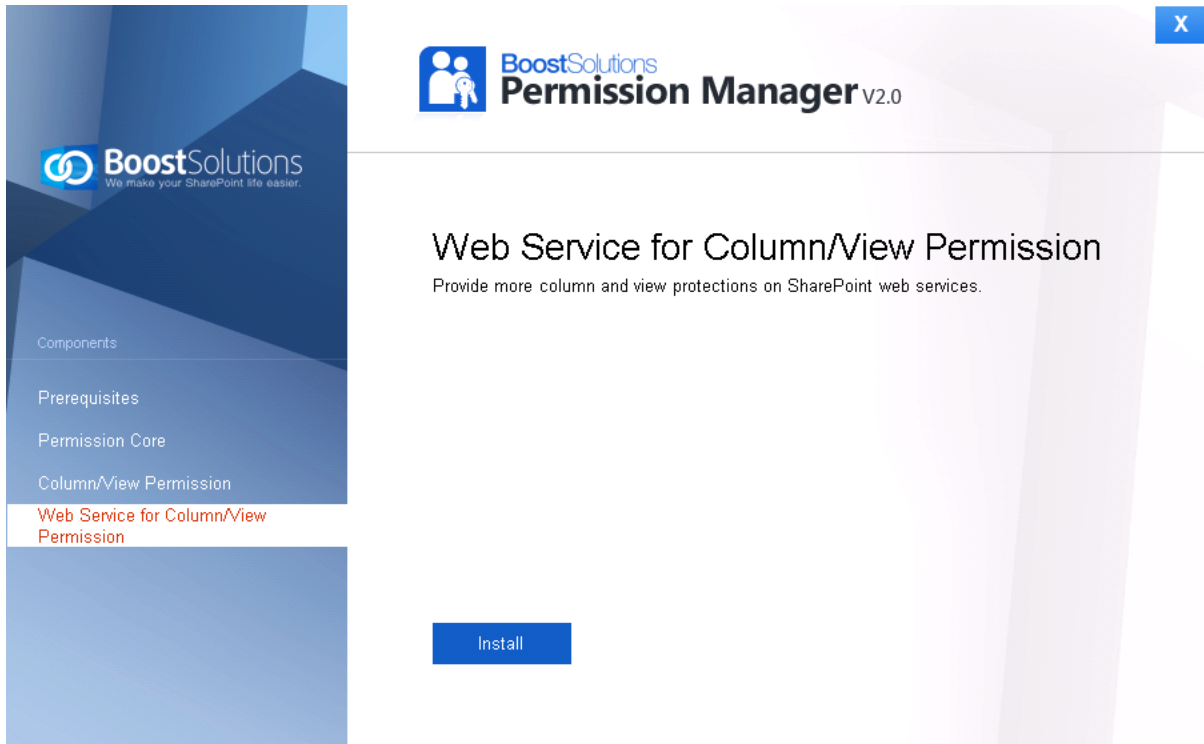 X
BoostSolutions
Permission Manager V2.0
BoostSolutions
We make your SharePoint life easier.
Web Service for Column/View Permission
Provide more column and view protections on SharePoint web services.
Components
Prerequisites
Permission Core
Column/View Permission
Web Service for Column/View
Permission
Install